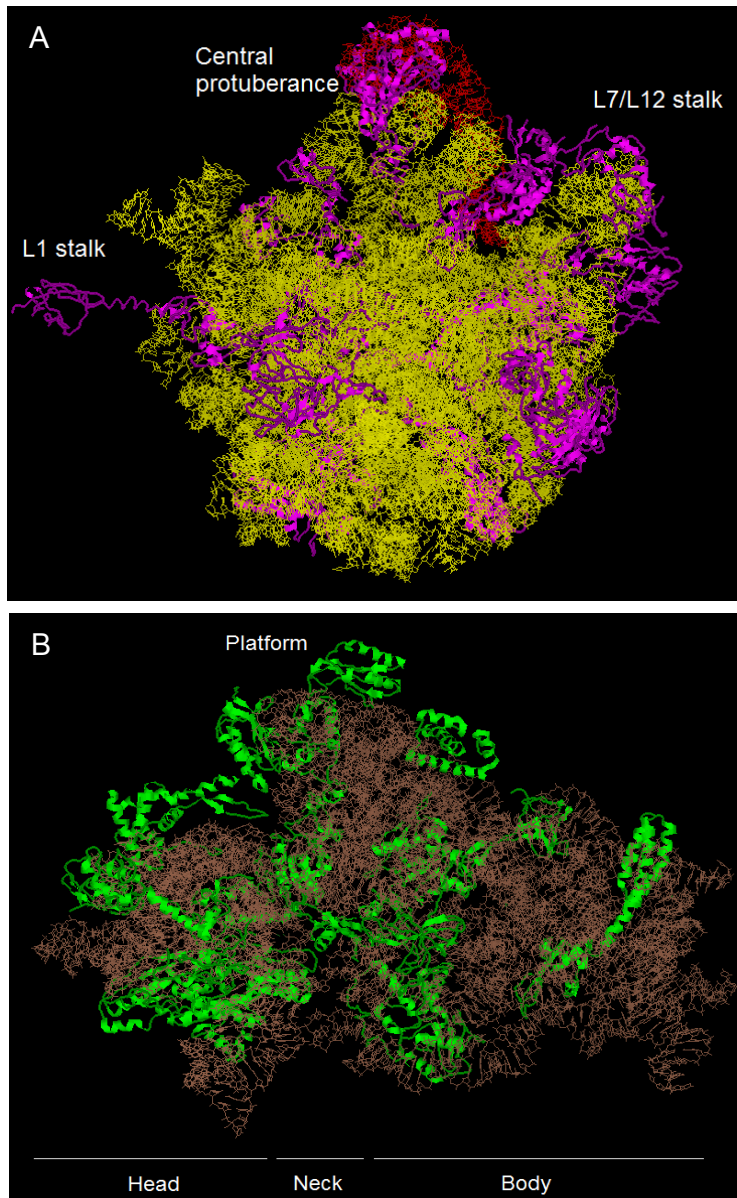 A
Central
protuberance
L7/L12 stalk
L1 stalk
B
Platform
Head
Neck
Body